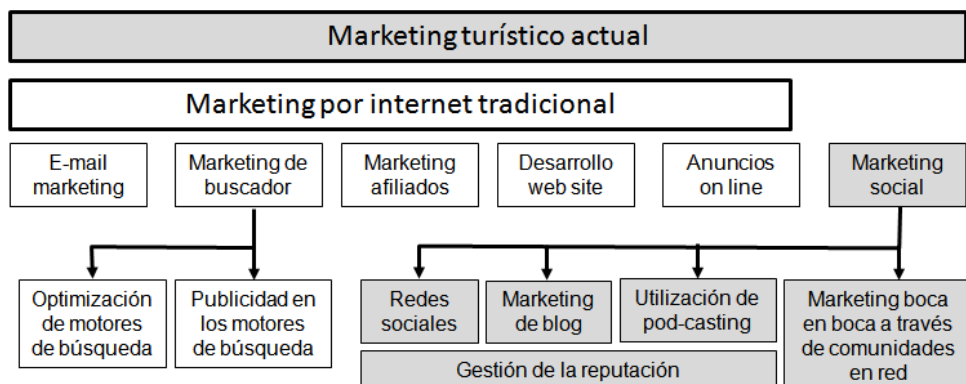 Marketing turístico actual
Marketing por internet tradicional
E-mail
marketing
Marketing de
buscador
Marketing
afiliados
Desarrollo
web site
Anuncios
on line
Marketing
social
Optimización
de motores
de búsqueda
Publicidad en
los motores
de búsqueda
Redes
sociales
Marketing
de blog
Utilización de
pod-casting
Marketing boca
en boca a través
de comunidades
en red
Gestión de la reputación